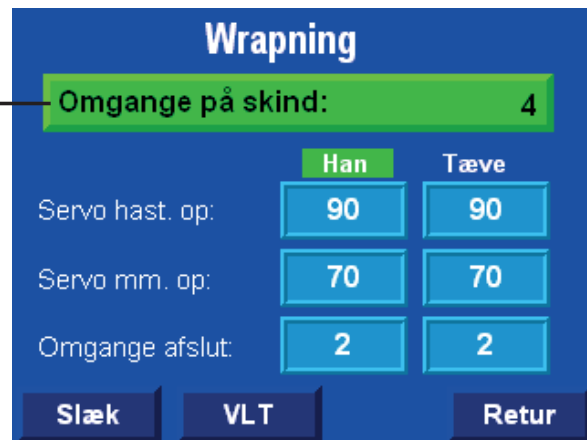 Wrapning
Omgange på skind: 4
Han Tæve
Servo hast. op: 90 90
Servo mm. op: 70 70
Omgange afslut: 2 2
Slæk VLT Retur